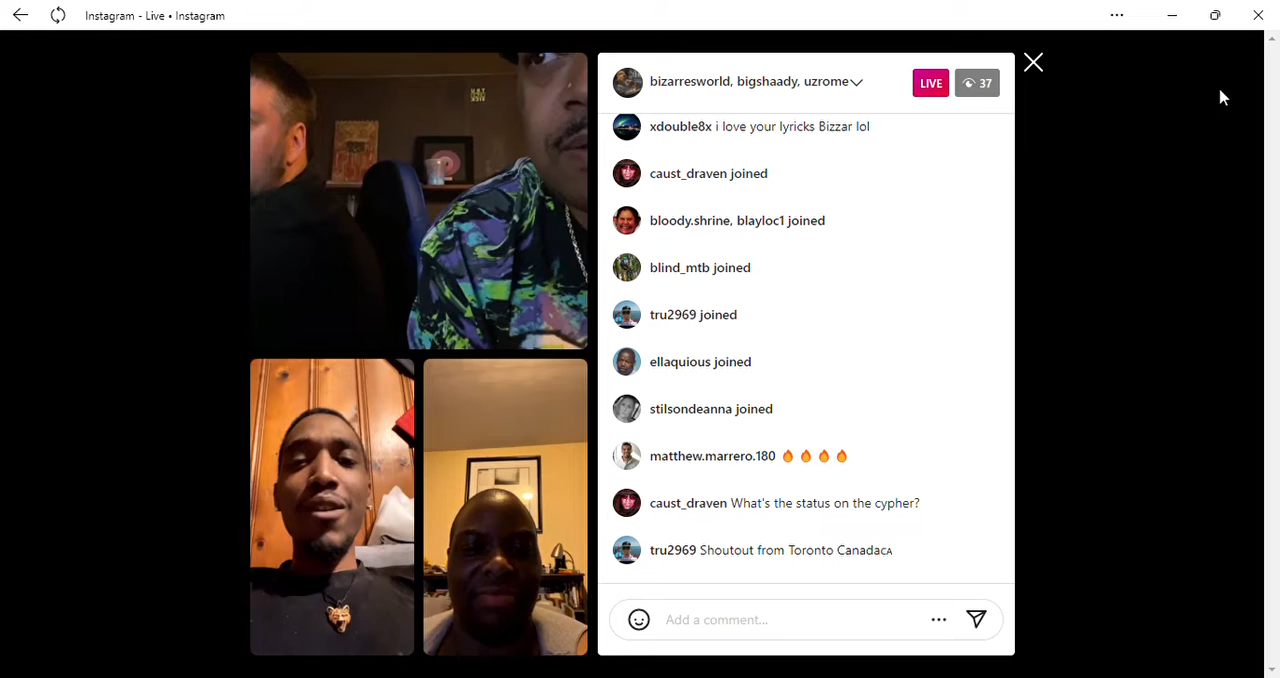 Instagram - Live • Instagram
bizarresworld, bigshaady, uzrome
LIVE
37
xdouble8x i love your lyricks Bizzar lol
caust_draven joined
bloody.shrine, blayloc1 joined
blind_mtb joined
tru2969 joined
ellaquious joined
stilsondeanna joined
matthew.marrero.180 🔥 🔥 🔥 🔥
caust_draven What's the status on the cypher?
tru2969 Shoutout from Toronto Canadaᴄᴀ
Add a comment...